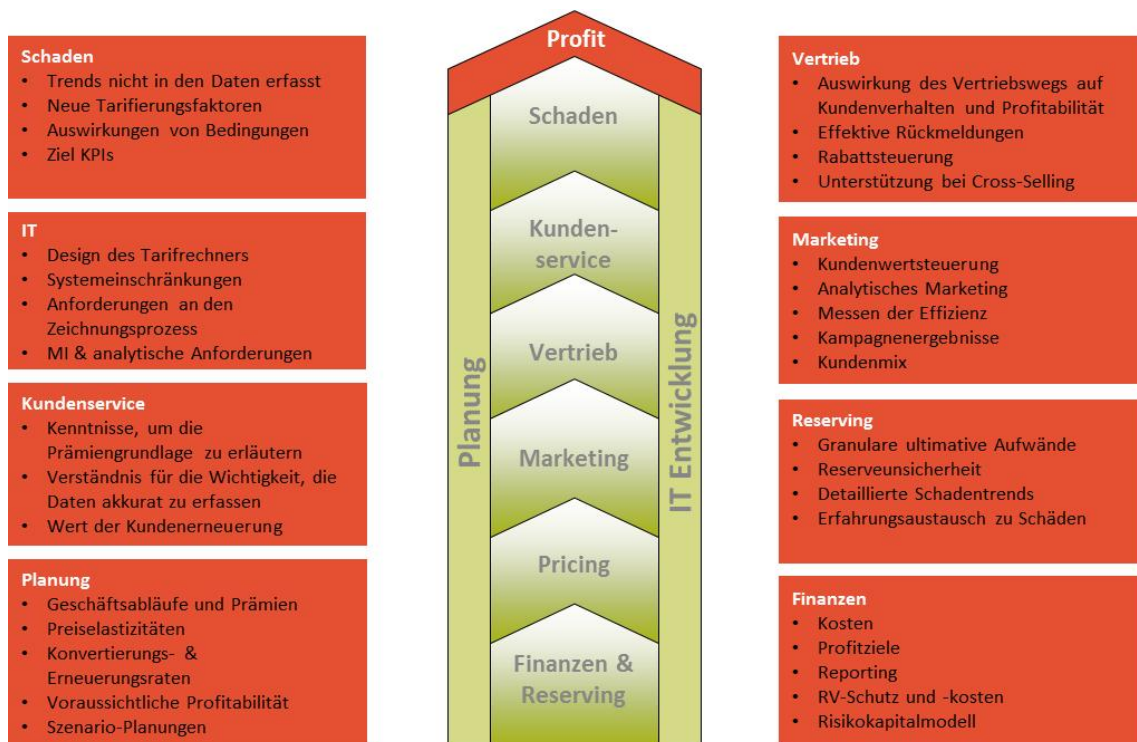 Schaden
• Trends nicht in den Daten erfasst
• Neue Tarifierungsfaktoren
• Auswirkungen von Bedingungen
• Ziel KPIs
IT
• Design des Tarifrechners
• Systemeinschränkungen
• Anforderungen an den
Zeichnungsprozess
• MI & analytische Anforderungen
Kundenservice
• Kenntnisse, um die
Prämiengrundlage zu erläutern
• Verständnis für die Wichtigkeit, die
Daten akkurat zu erfassen
• Wert der Kundenerneuerung
Planung
• Geschäftsabläufe und Prämien
• Preiselastizitäten
• Konvertierungs- &
Erneuerungsraten
• Voraussichtliche Profitabilität
• Szenario-Planungen
Profit
Schaden
Kunden-
service
Vertrieb
Marketing
Pricing
Finanzen &
Reserving
Planung
IT Entwicklung
Vertrieb
• Auswirkung des Vertriebswegs auf
Kundenverhalten und Profitabilität
• Effektive Rückmeldungen
• Rabattsteuerung
• Unterstützung bei Cross-Selling
Marketing
• Kundenwertsteuerung
• Analytisches Marketing
• Messen der Effizienz
• Kampagnenergebnisse
• Kundenmix
Reserving
• Granulare ultimative Aufwände
• Reserveunsicherheit
• Detaillierte Schadentrends
• Erfahrungsaustausch zu Schäden
Finanzen
• Kosten
• Profitziele
• Reporting
• RV-Schutz und -kosten
• Risikokapitalmodell